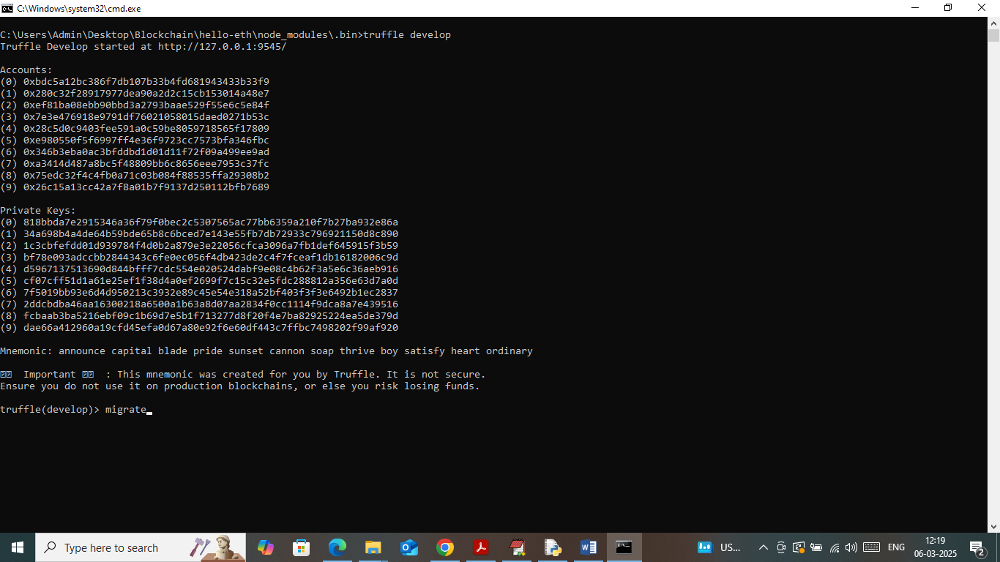 C:\Windows\system32\cmd.exe
C:\Users\Admin\Desktop\Blockchain\hello-eth\node_modules\.bin>truffle develop
Truffle Develop started at http://127.0.0.1:9545/
Accounts:
(0) 0xbdc5a12bc386f7db107b33b4fd681943433b33f9
(1) 0x280c32f28917977dea90a2d2c15cb153014a48e7
(2) 0xef81ba08ebb90bbd3a2793baae529f55e6c5e84f
(3) 0x7e3e476918e9791df76021058015daed0271b53c
(4) 0x28c5d0c9403fee591a0c59be8059718565f17809
(5) 0xe980550f5f6997ff4e36f9723cc7573bfa346fbc
(6) 0x346b3eba0ac3bfddbd1d01d11f72f09a499ee9ad
(7) 0xa3414d487a8bc5f48809bb6c8656eee7953c37fc
(8) 0x75edc32f4c4fb0a71c03b084f88535ffa29308b2
(9) 0x26c15a13cc42a7f8a01b7f9137d250112bfb7689
Private Keys:
(0) 818bbda7e2915346a36f79f0bec2c5307565ac77bb6359a210f7b27ba932e86a
(1) 34a698b4a4de64b59bde65b8c6bced7e143e55fb7db72933c796921150d8c890
(2) 1c3cbfefdd01d939784f4d0b2a879e3e22056cfca3096a7fb1def645915f3b59
(3) bf78e093adccbb2844343c6fe0ec056f4db423de2c4f7fceaf1db16182006c9d
(4) d5967137513690d844bfff7cdc554e020524dabf9e08c4b62f3a5e6c36aeb916
(5) cf07cff51d1a61e25ef1f38d4a0ef2699f7c15c32e5fdc288812a356e63d7a0d
(6) 7f5019bb93e6d4d950213c3932e89c45e54e318a52bf403f3f3e6492b1ec2837
(7) 2ddcbdba46aa16300218a6500a1b63a8d07aa2834f0cc1114f9dca8a7e439516
(8) fcbaab3ba5216ebf09c1b69d7e5b1f713277d8f20f4e7ba82925224ea5de379d
(9) dae66a412960a19cfd45efa0d67a80e92f6e60df443c7ffbc7498202f99af920
Mnemonic: announce capital blade pride sunset cannon soap thrive boy satisfy heart ordinary
Important : This mnemonic was created for you by Truffle. It is not secure.
Ensure you do not use it on production blockchains, or else you risk losing funds.
truffle(develop)> migrate
Type here to search
US...
ENG
12:19
06-03-2025
2